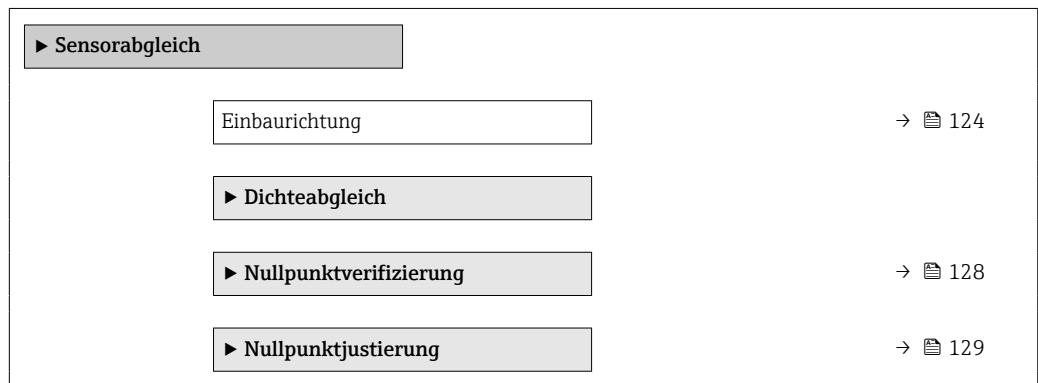 ▶ Sensorabgleich
Einbaurichtung → 124
▶ Dichteabgleich
▶ Nullpunktverifizierung → 128
▶ Nullpunktjustierung → 129